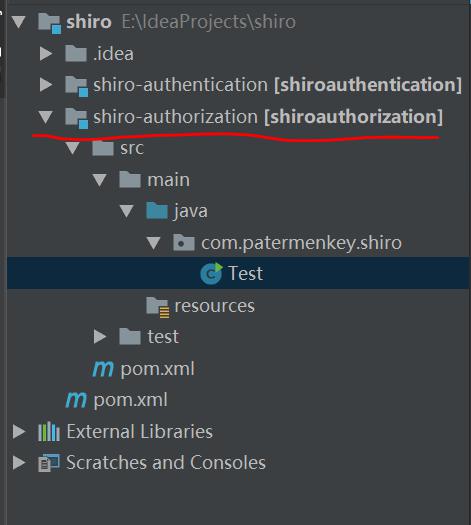 shiro E:\IdeaProjects\shiro
.idea
shiro-authentication [shiroauthentication]
shiro-authorization [shiroauthorization]
src
main
java
com.patermenkey.shiro
Test
resources
test
pom.xml
pom.xml
External Libraries
Scratches and Consoles